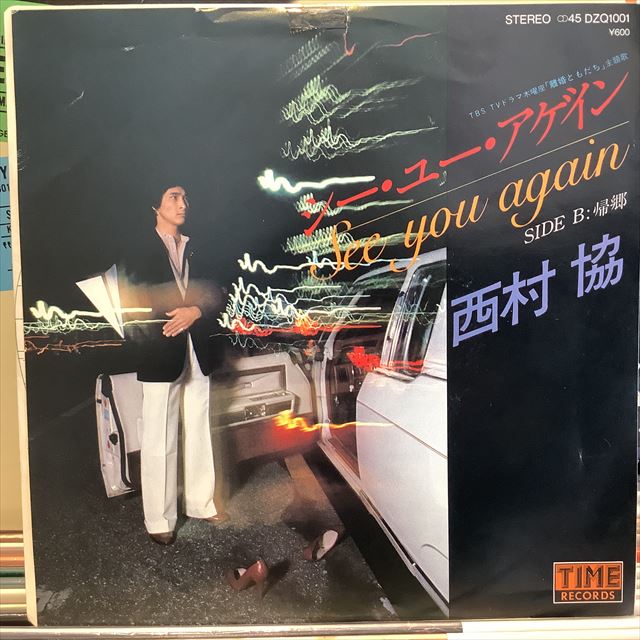 STEREO ㏅45 DZQ1001
¥600
TBS TVドラマ木曜座「離婚ともだち」主題歌
シー・ユー・アゲイン
See you again
SIDE B:帰郷
西村 協
TIME
RECORDS